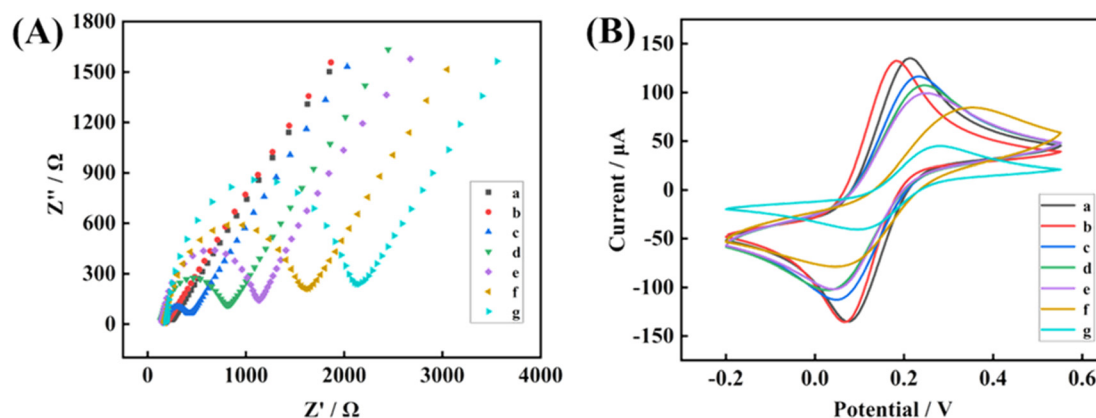 (A)
1800
1500
1200
900
600
300
0
Z'' / Ω
a
b
c
d
e
f
g
0 1000 2000 3000 4000
Z' / Ω
(B)
150
100
50
0
-50
-100
-150
Current / μA
a
b
c
d
e
f
g
-0.2 0.0 0.2 0.4 0.6
Potential / V